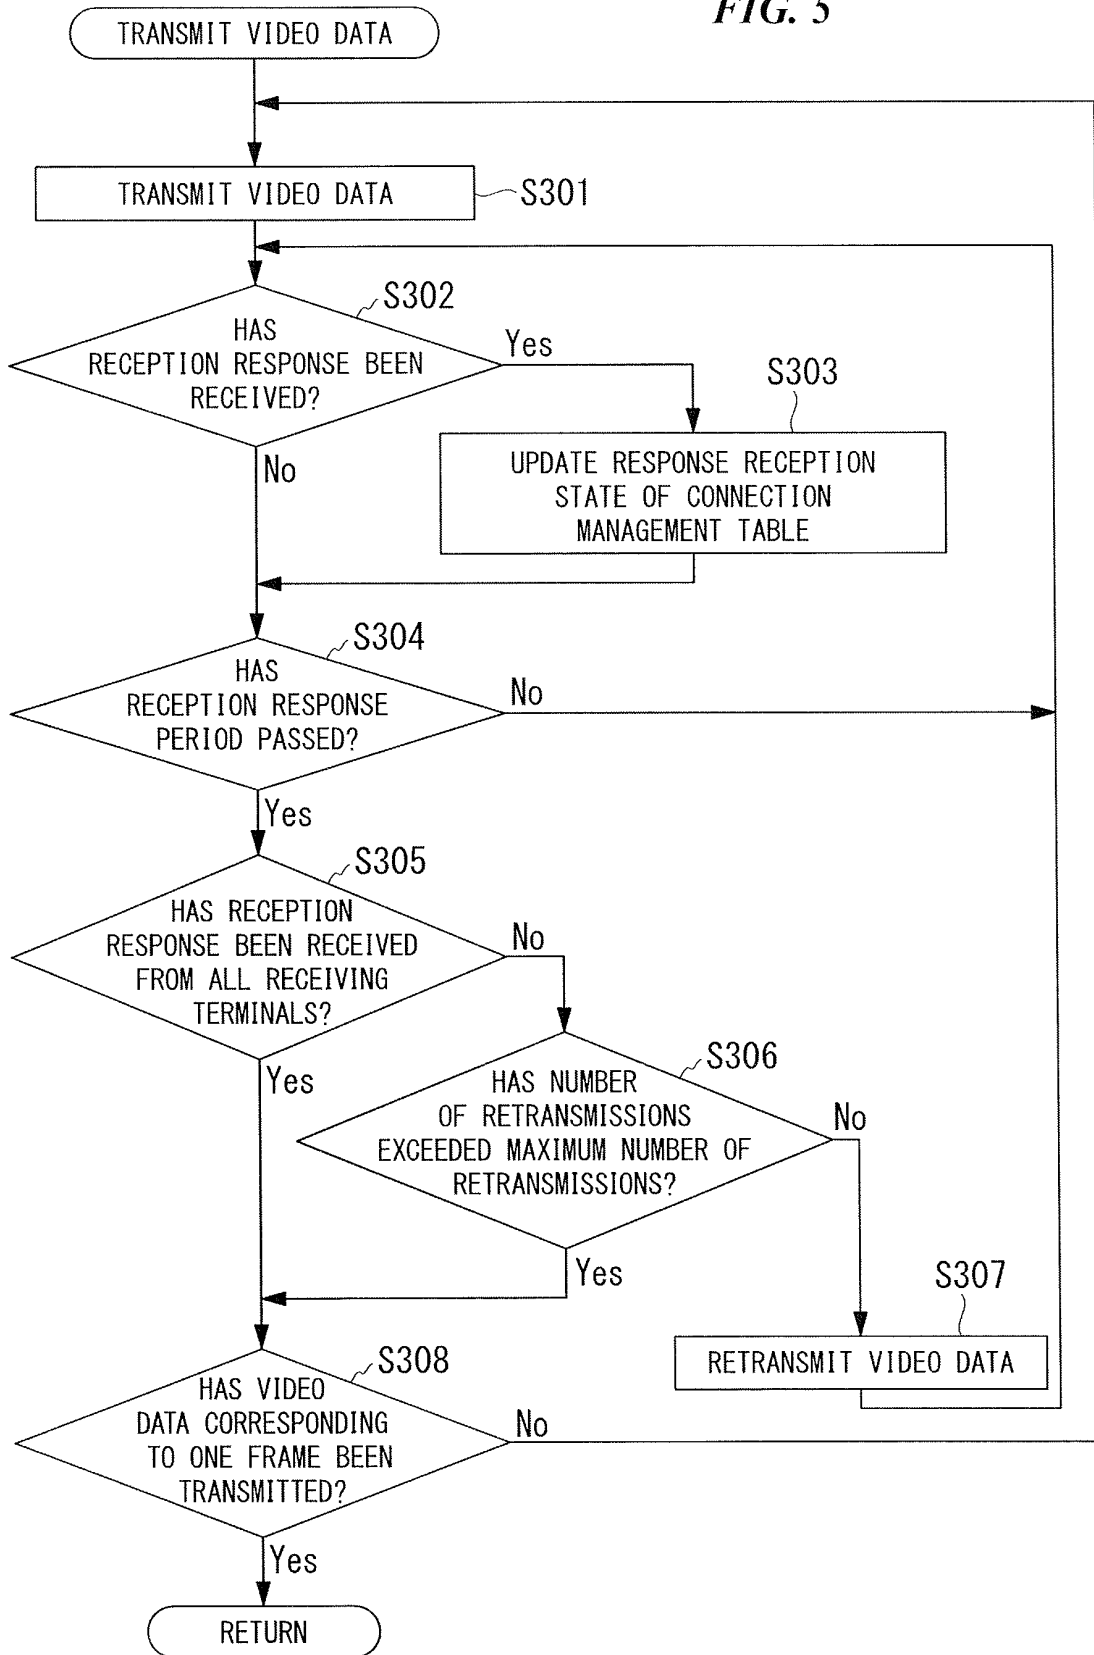 FIG. 5
TRANSMIT VIDEO DATA
TRANSMIT VIDEO DATA
S301
S302
HAS
RECEPTION RESPONSE BEEN
RECEIVED?
Yes
No
S303
UPDATE RESPONSE RECEPTION
STATE OF CONNECTION
MANAGEMENT TABLE
S304
HAS
RECEPTION RESPONSE
PERIOD PASSED?
No
Yes
S305
HAS RECEPTION
RESPONSE BEEN RECEIVED
FROM ALL RECEIVING
TERMINALS?
No
Yes
S306
HAS NUMBER
OF RETRANSMISSIONS
EXCEEDED MAXIMUM NUMBER OF
RETRANSMISSIONS?
No
Yes
S307
RETRANSMIT VIDEO DATA
S308
HAS VIDEO
DATA CORRESPONDING
TO ONE FRAME BEEN
TRANSMITTED?
No
Yes
RETURN